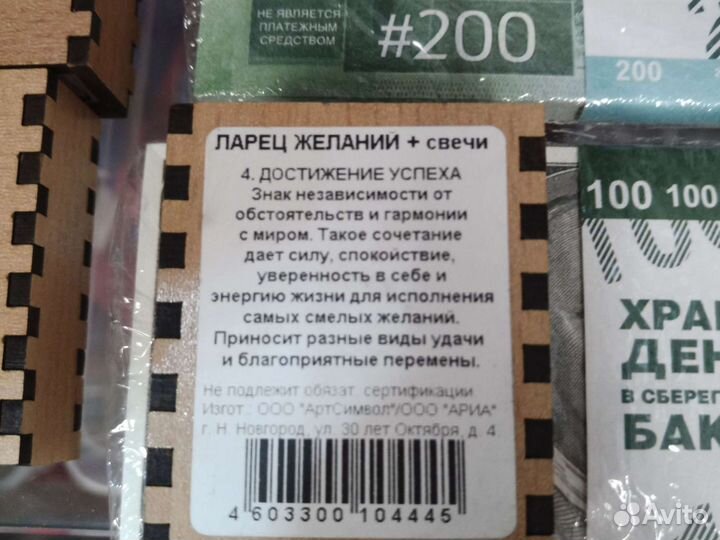 НЕ ЯВЛЯЕТСЯ
ПЛАТЕЖНЫМ
СРЕДСТВОМ
#200
200
ЛАРЕЦ ЖЕЛАНИЙ + свечи
4. ДОСТИЖЕНИЕ УСПЕХА
Знак независимости от
обстоятельств и гармонии
с миром. Такое сочетание
дает силу, спокойствие,
уверенность в себе и
энергию жизни для исполнения
самых смелых желаний.
Приносит разные виды удачи
и благоприятные перемены.
Не подлежит обязат. сертификации
Изгот.: ООО "АртСимвол"/ООО "АРИА"
г. Н. Новгород, ул. 30 лет Октября, д. 4
4 603300 104445
100 100
100
ХРА
ДЕН
В СБЕРЕГ
БАК
Avito